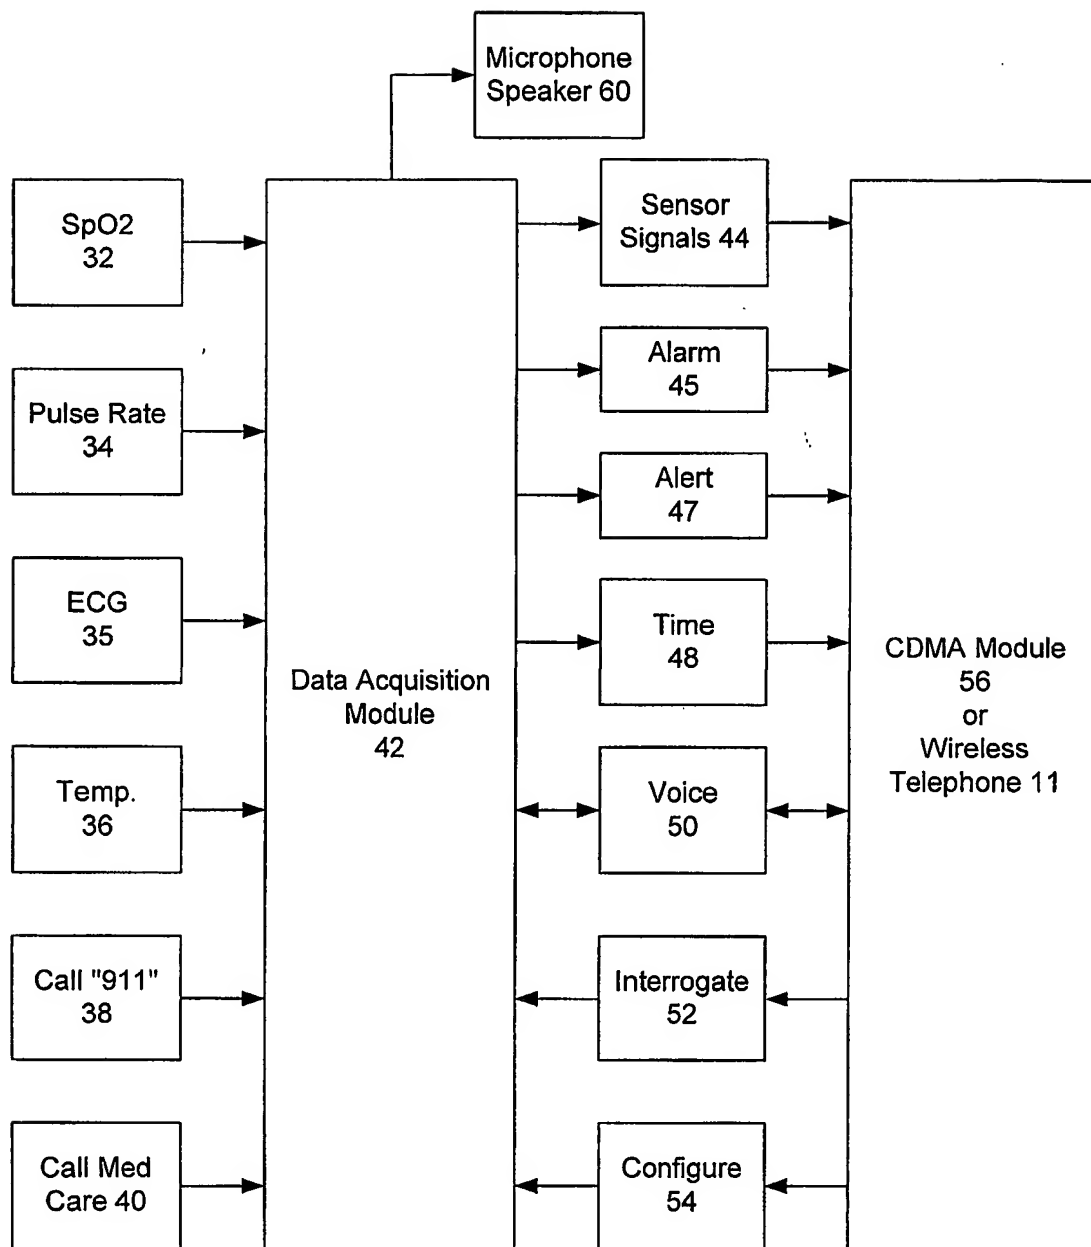 Microphone
Speaker 60
SpO2
32
Pulse Rate
34
ECG
35
Temp.
36
Call "911"
38
Call Med
Care 40
Data Acquisition
Module
42
Sensor
Signals 44
Alarm
45
Alert
47
Time
48
Voice
50
Interrogate
52
Configure
54
CDMA Module
56
or
Wireless
Telephone 11